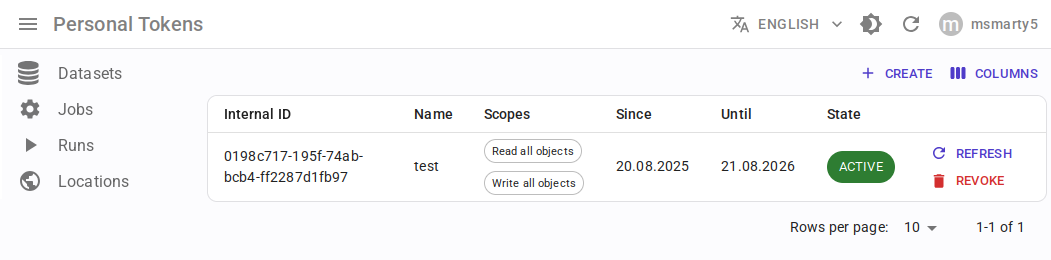 Personal Tokens
ENGLISH
m msmarty5
Datasets
Jobs
Runs
Locations
CREATE
COLUMNS
Internal ID Name Scopes Since Until State
0198c717-195f-74ab-
bcb4-ff2287d1fb97
test
Read all objects
Write all objects
20.08.2025
21.08.2026
ACTIVE
REFRESH
REVOKE
Rows per page: 10 1-1 of 1